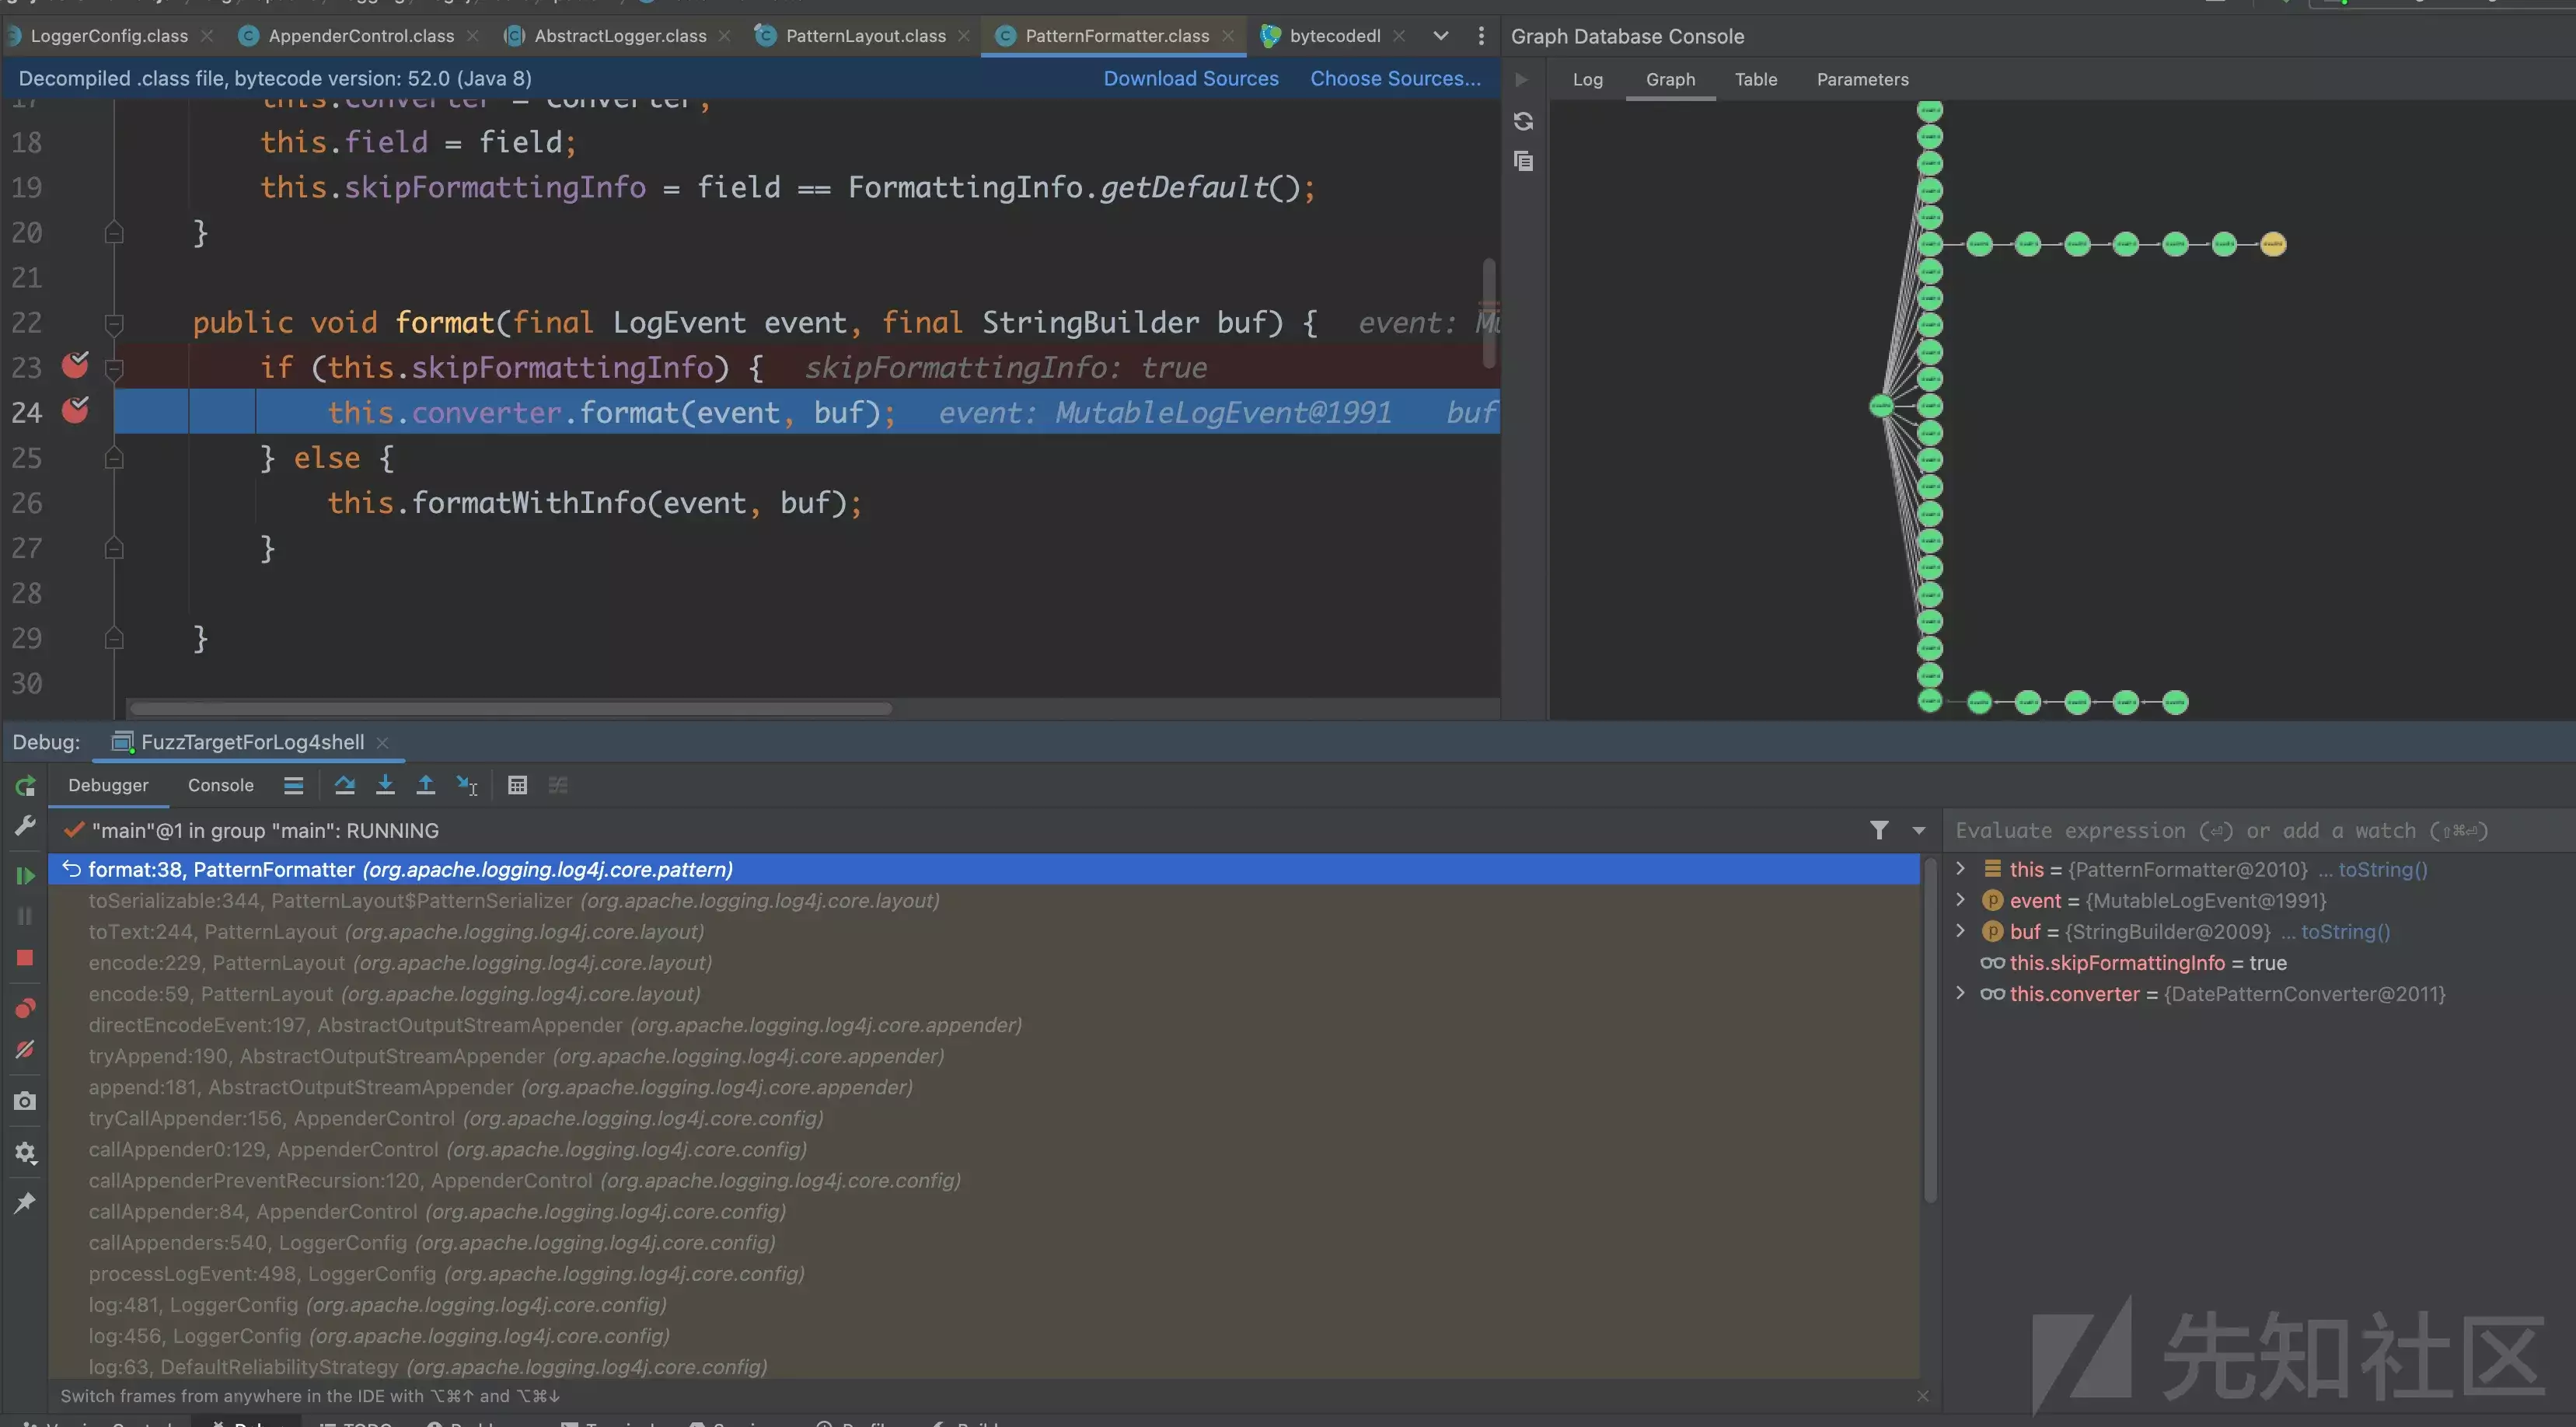 LoggerConfig.class
AppenderControl.class
AbstractLogger.class
PatternLayout.class
PatternFormatter.class
bytecodedl
Graph Database Console
Decompiled .class file, bytecode version: 52.0 (Java 8)
Download Sources
Choose Sources...
Log
Graph
Table
Parameters
17 this.converter = converter;
18 this.field = field;
19 this.skipFormattingInfo = field == FormattingInfo.getDefault();
20 }
21
22 public void format(final LogEvent event, final StringBuilder buf) { event:
23 if (this.skipFormattingInfo) { skipFormattingInfo: true
24 this.converter.format(event, buf); event: MutableLogEvent@1991 buf
25 } else {
26 this.formatWithInfo(event, buf);
27 }
28
29 }
30
Debug:
FuzzTargetForLog4shell
Debugger
Console
"main"@1 in group "main": RUNNING
Evaluate expression (⏎) or add a watch (⇧⌘⏎)
format:38, PatternFormatter (org.apache.logging.log4j.core.pattern)
toSerializable:344, PatternLayout$PatternSerializer (org.apache.logging.log4j.core.layout)
toText:244, PatternLayout (org.apache.logging.log4j.core.layout)
encode:229, PatternLayout (org.apache.logging.log4j.core.layout)
encode:59, PatternLayout (org.apache.logging.log4j.core.layout)
directEncodeEvent:197, AbstractOutputStreamAppender (org.apache.logging.log4j.core.appender)
tryAppend:190, AbstractOutputStreamAppender (org.apache.logging.log4j.core.appender)
append:181, AbstractOutputStreamAppender (org.apache.logging.log4j.core.appender)
tryCallAppender:156, AppenderControl (org.apache.logging.log4j.core.config)
callAppender0:129, AppenderControl (org.apache.logging.log4j.core.config)
callAppenderPreventRecursion:120, AppenderControl (org.apache.logging.log4j.core.config)
callAppender:84, AppenderControl (org.apache.logging.log4j.core.config)
callAppenders:540, LoggerConfig (org.apache.logging.log4j.core.config)
processLogEvent:498, LoggerConfig (org.apache.logging.log4j.core.config)
log:481, LoggerConfig (org.apache.logging.log4j.core.config)
log:456, LoggerConfig (org.apache.logging.log4j.core.config)
log:63, DefaultReliabilityStrategy (org.apache.logging.log4j.core.config)
this = {PatternFormatter@2010} ... toString()
event = {MutableLogEvent@1991}
buf = {StringBuilder@2009} ... toString()
this.skipFormattingInfo = true
this.converter = {DatePatternConverter@2011}
Switch frames from anywhere in the IDE with ⌥⌘↑ and ⌥⌘↓
先知社区